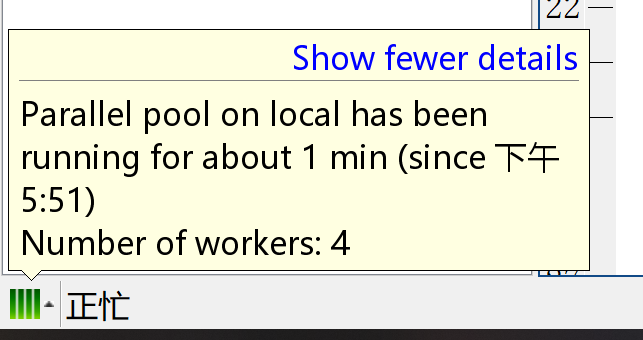 22
Show fewer details
Parallel pool on local has been
running for about 1 min (since 下午
5:51)
Number of workers: 4
正忙